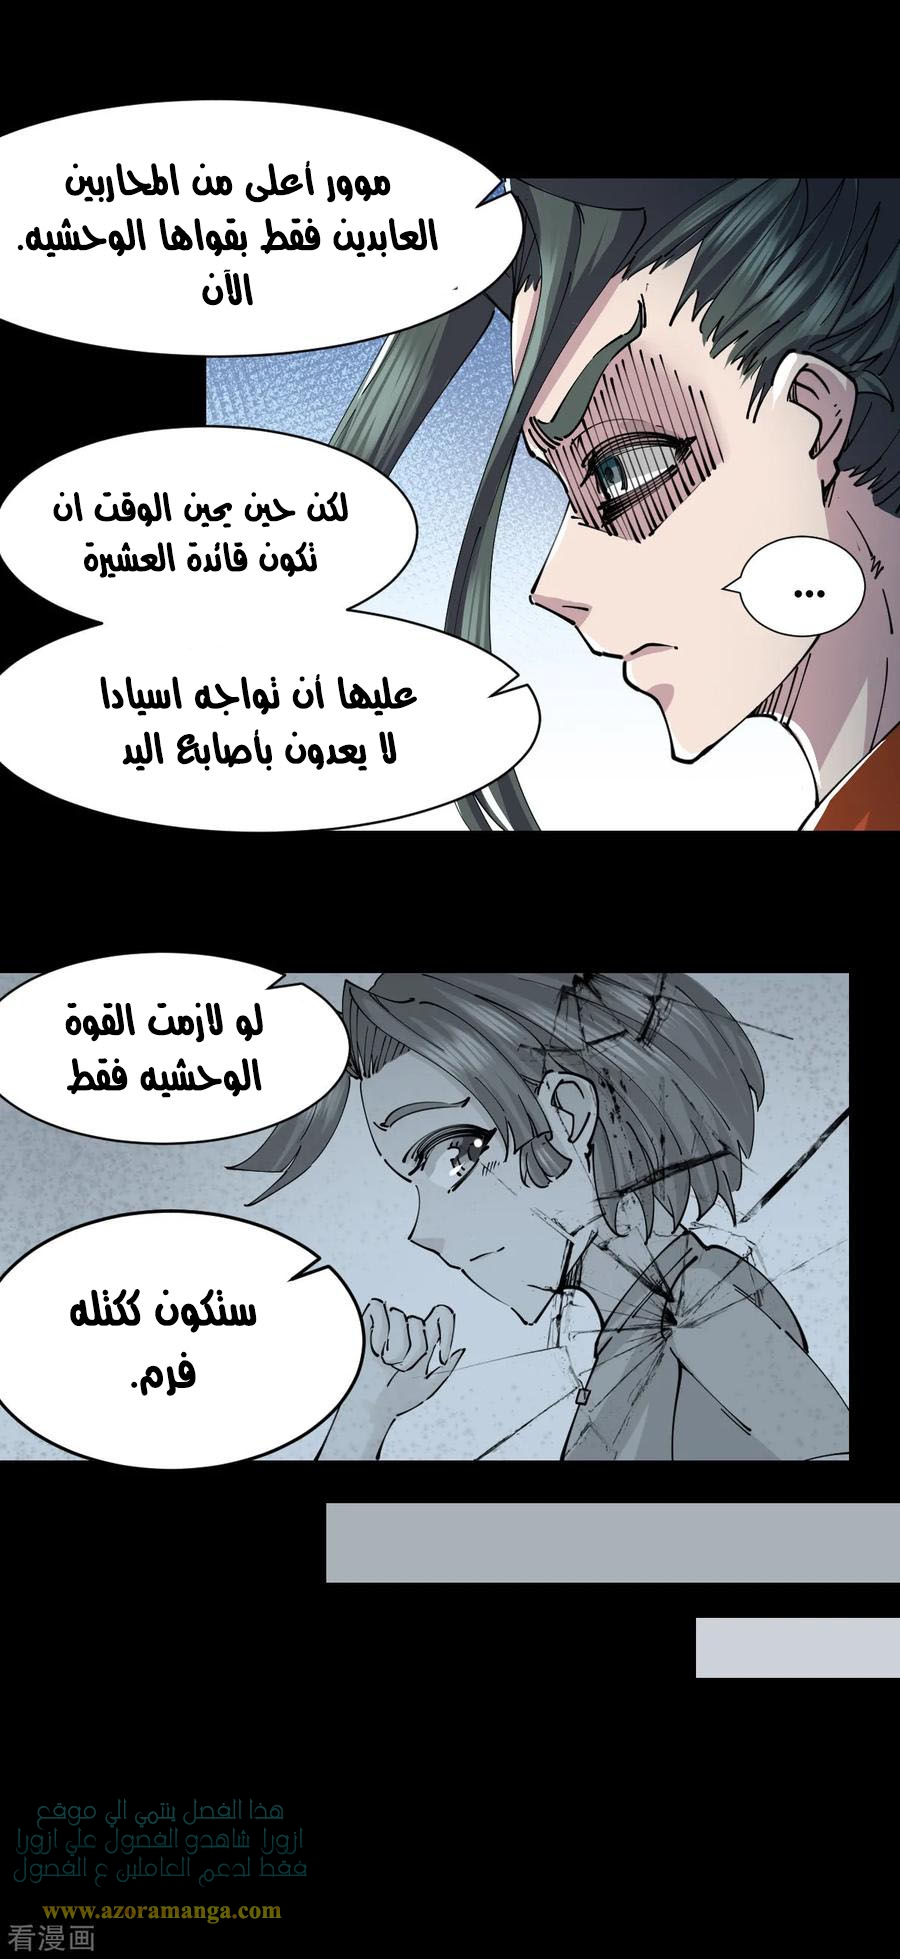 موور أعلى من المحاربين
العابدين فقط بقواها الوحشيه.
الآن
لكن حين يحين الوقت ان
تكون قائدة العشيرة
...
عليها أن تواجه اسيادا
لا يعدون بأصابع اليد
لو لازمت القوة
الوحشيه فقط
ستكون ككتله
فرم.
هذا الفصل ينتمي الي موقع
ازورا شاهدو الفصول علي ازورا
فقط لدعم العاملين ع الفصول
www.azoramanga.com
看漫画